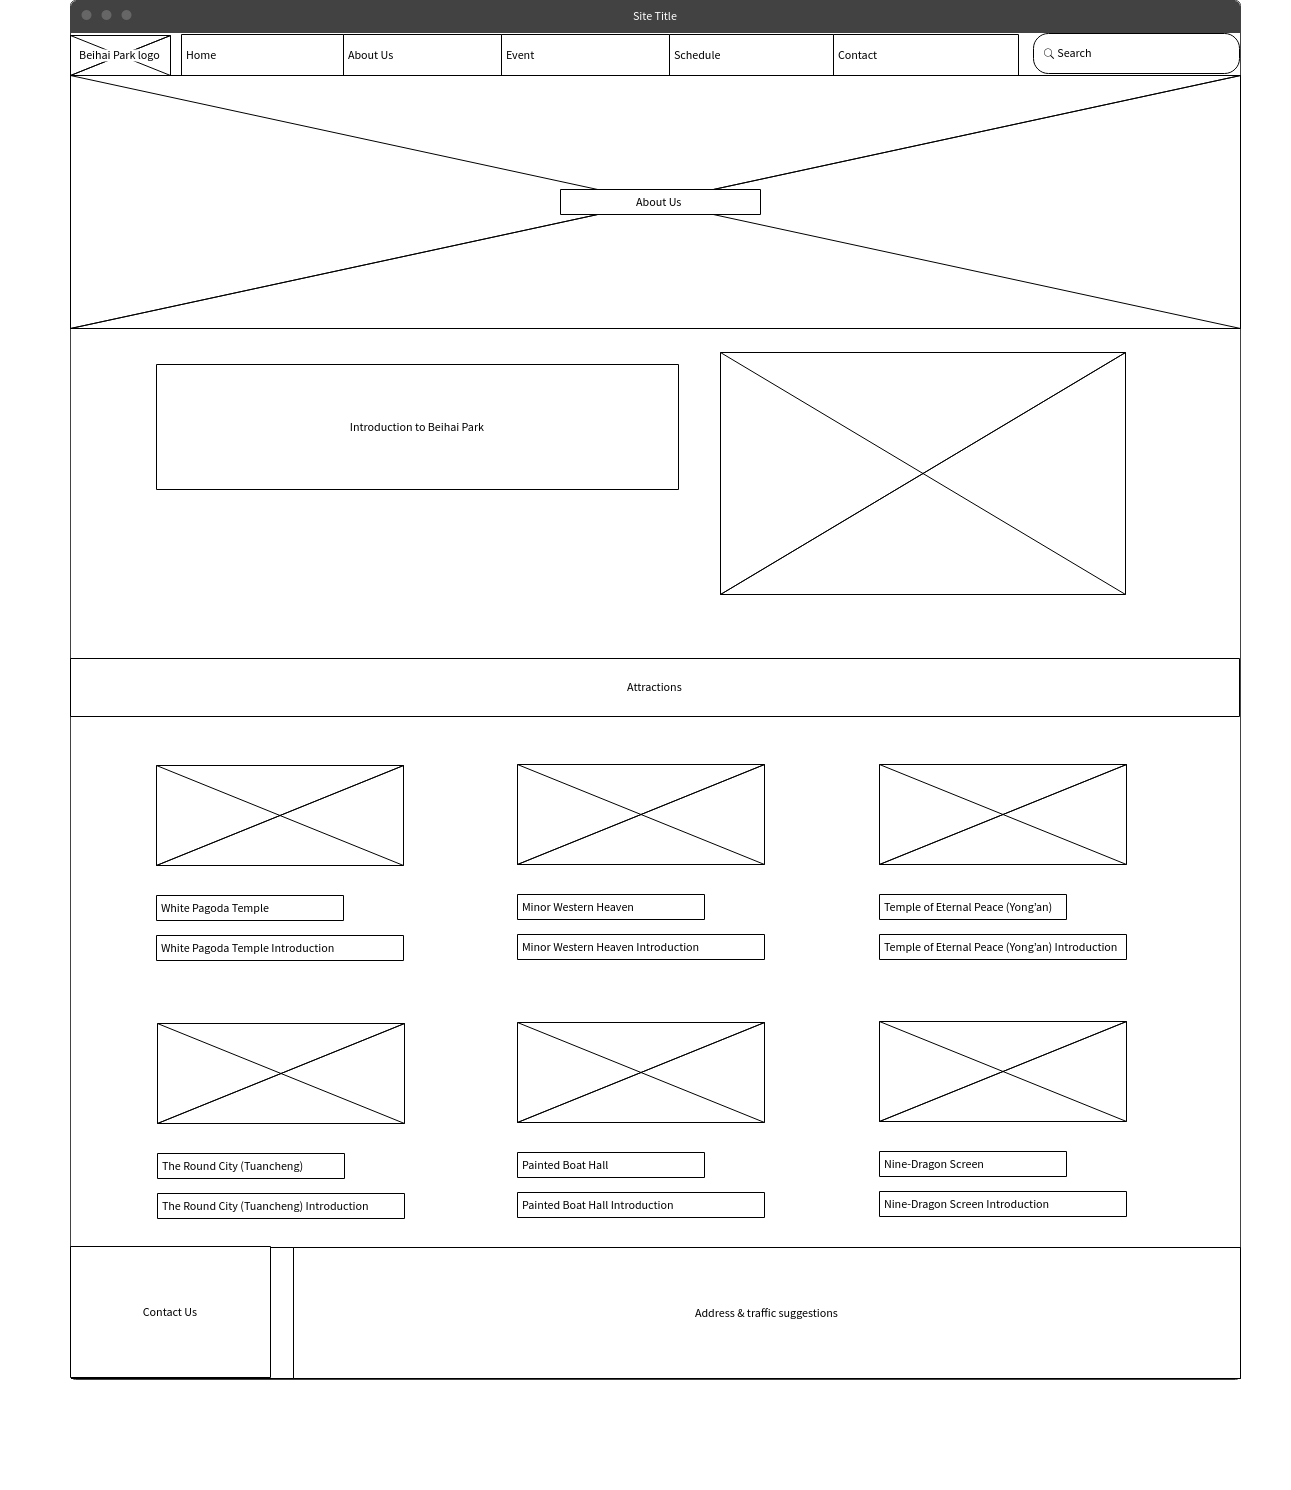 Site Title
Beihai Park logo
Home
About Us
Event
Schedule
Contact
Search
About Us
Introduction to Beihai Park
Attractions
White Pagoda Temple
Minor Western Heaven
Temple of Eternal Peace (Yong'an)
White Pagoda Temple Introduction
Minor Western Heaven Introduction
Temple of Eternal Peace (Yong'an) Introduction
The Round City (Tuancheng)
Painted Boat Hall
Nine-Dragon Screen
The Round City (Tuancheng) Introduction
Painted Boat Hall Introduction
Nine-Dragon Screen Introduction
Contact Us
Address & traffic suggestions